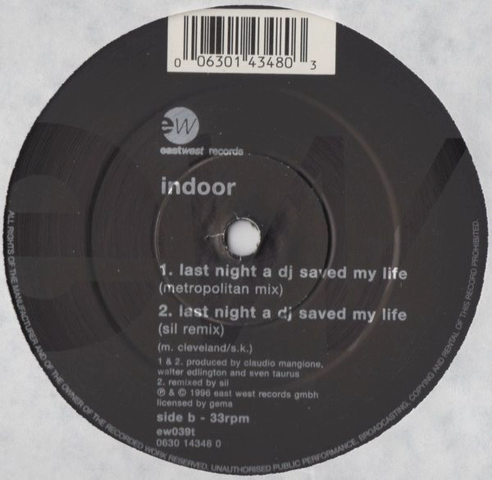 0 06301 43480 3
ew
eastwest records
indoor
1. last night a dj saved my life
(metropolitan mix)
2. last night a dj saved my life
(sil remix)
(m. cleveland/s.k.)
1 & 2. produced by claudio mangione,
walter edlington and sven taurus
2. remixed by sil
℗ & © 1996 east west records gmbh
licensed by gema
side b - 33rpm
ew039t
0630 14348 0
ALL RIGHTS OF THE MANUFACTURER AND OF THE OWNER OF THE RECORDED WORK RESERVED. UNAUTHORISED PUBLIC PERFORMANCE, BROADCASTING, COPYING AND RENTAL OF THIS RECORD PROHIBITED.